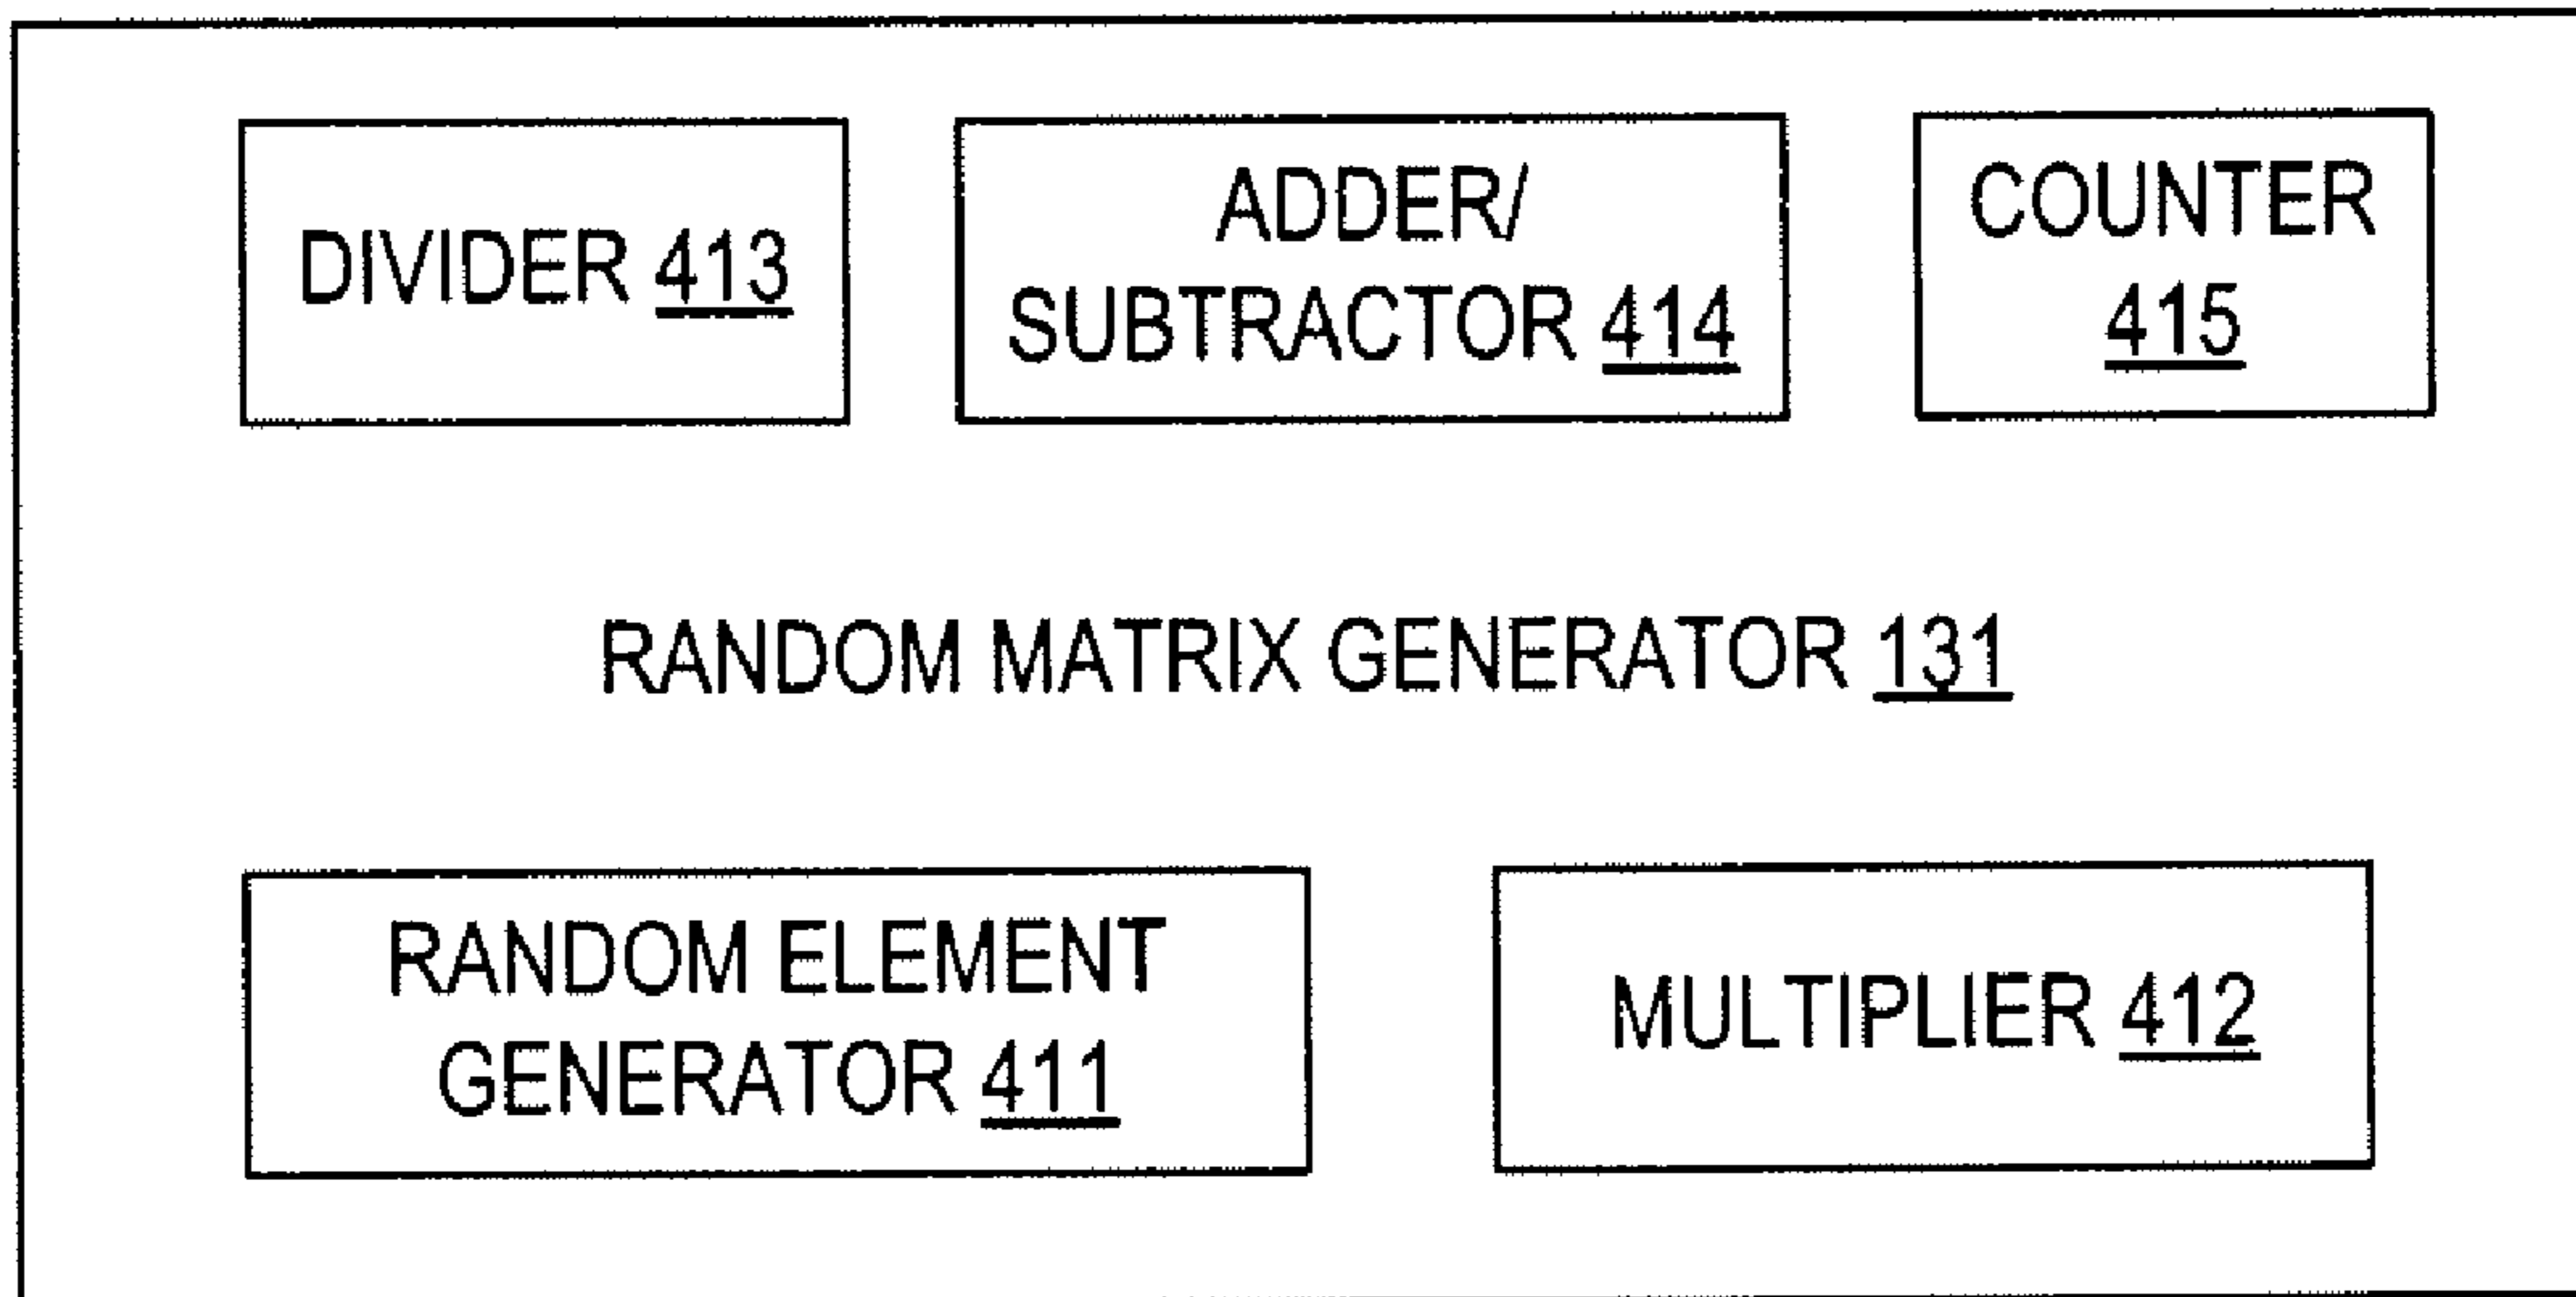 DIVIDER 413
ADDER/
SUBTRACTOR 414
COUNTER
415
RANDOM MATRIX GENERATOR 131
RANDOM ELEMENT
GENERATOR 411
MULTIPLIER 412